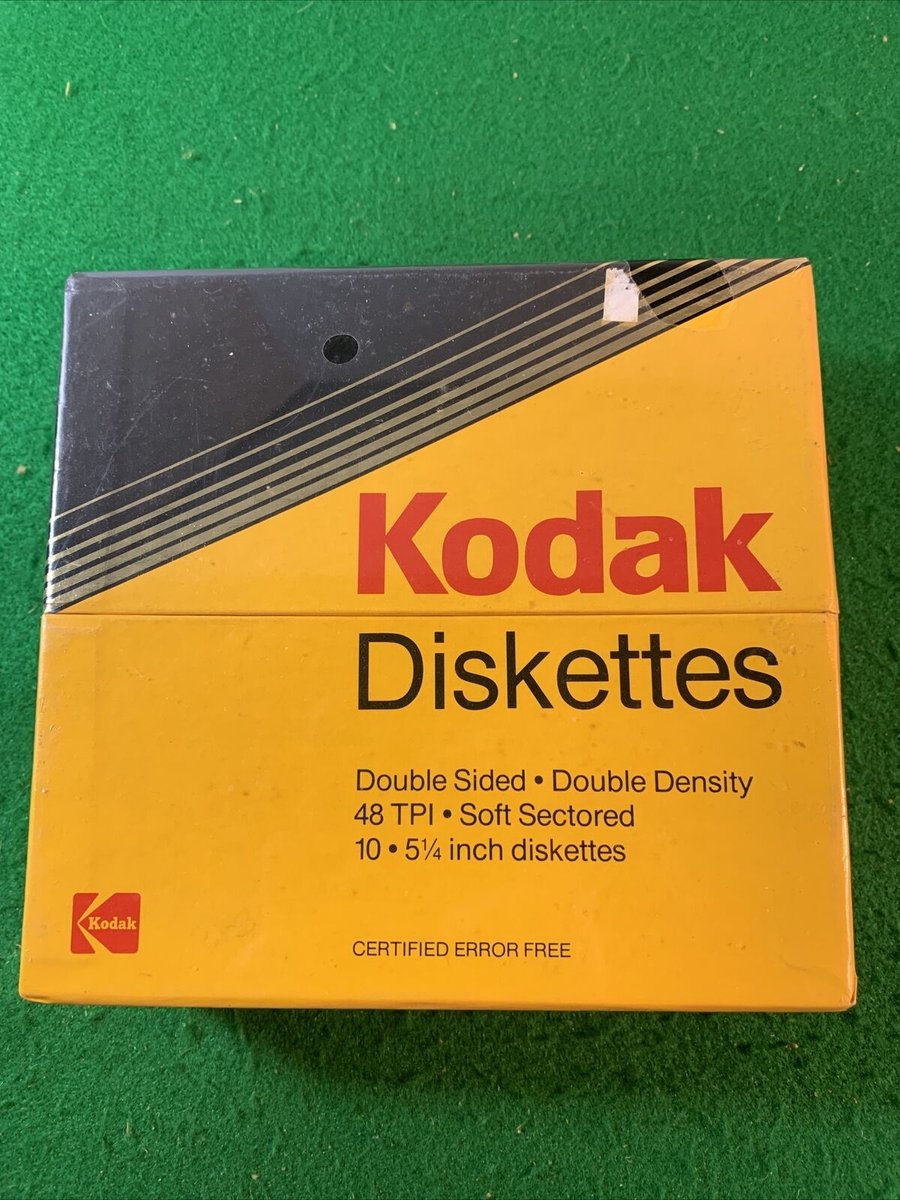 Kodak
Diskettes
Double Sided • Double Density
48 TPI • Soft Sectored
10 • 5¼ inch diskettes
Kodak
CERTIFIED ERROR FREE